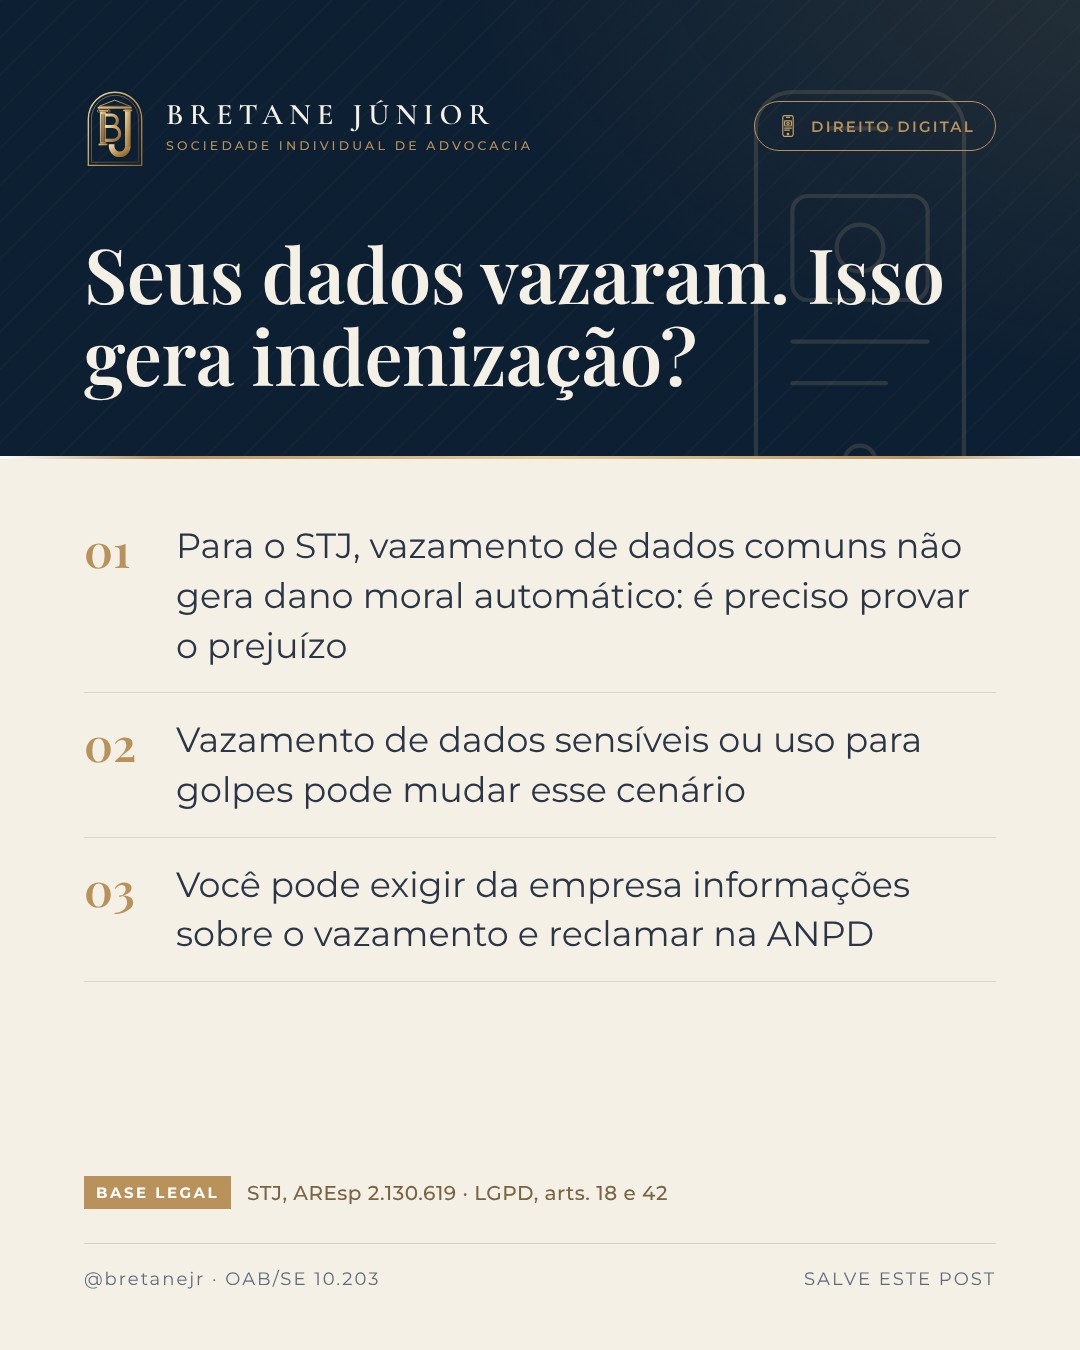 BRETANE JÚNIOR
SOCIEDADE INDIVIDUAL DE ADVOCACIA
DIREITO DIGITAL
Seus dados vazaram. Isso
gera indenização?
01 Para o STJ, vazamento de dados comuns não
gera dano moral automático: é preciso provar
o prejuízo
02 Vazamento de dados sensíveis ou uso para
golpes pode mudar esse cenário
03 Você pode exigir da empresa informações
sobre o vazamento e reclamar na ANPD
BASE LEGAL STJ, AREsp 2.130.619 · LGPD, arts. 18 e 42
@bretanejr · OAB/SE 10.203 SALVE ESTE POST